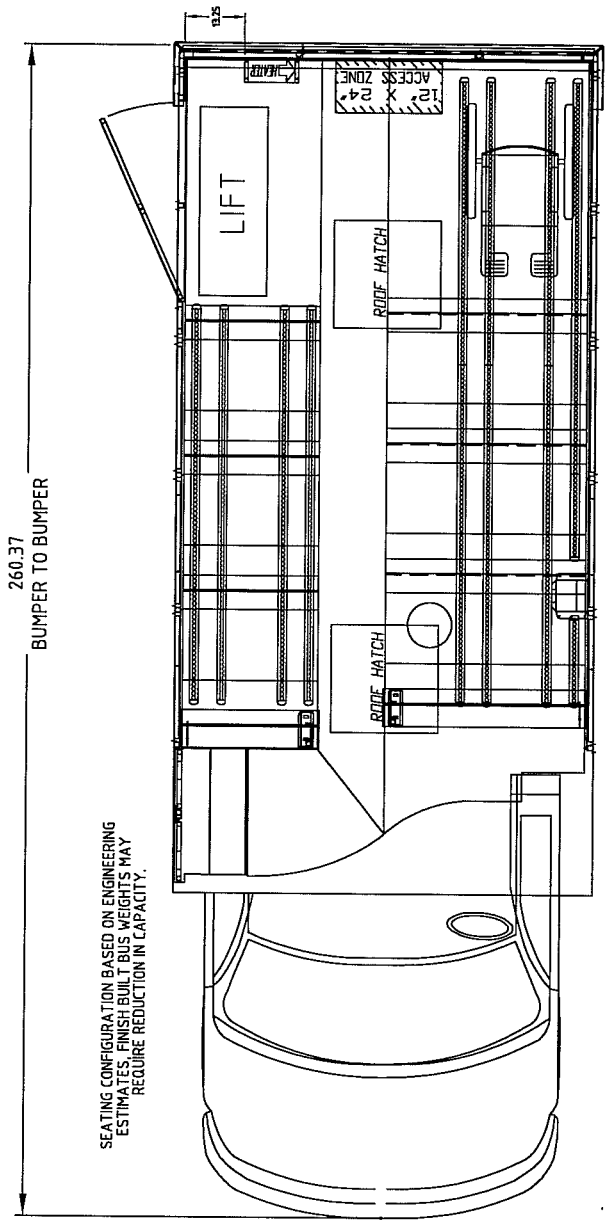 260.37
BUMPER TO BUMPER
SEATING CONFIGURATION BASED ON ENGINEERING
ESTIMATES, FINISH BUILT BUS WEIGHTS MAY
REQUIRE REDUCTION IN CAPACITY.
13.25
HEATER
12" X 24"
ACCESS ZONE
LIFT
ROOF HATCH
ROOF HATCH